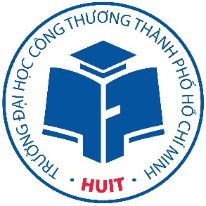 TRƯỜNG ĐẠI HỌC CÔNG THƯƠNG THÀNH PHỐ HỒ CHÍ MINH
HUIT